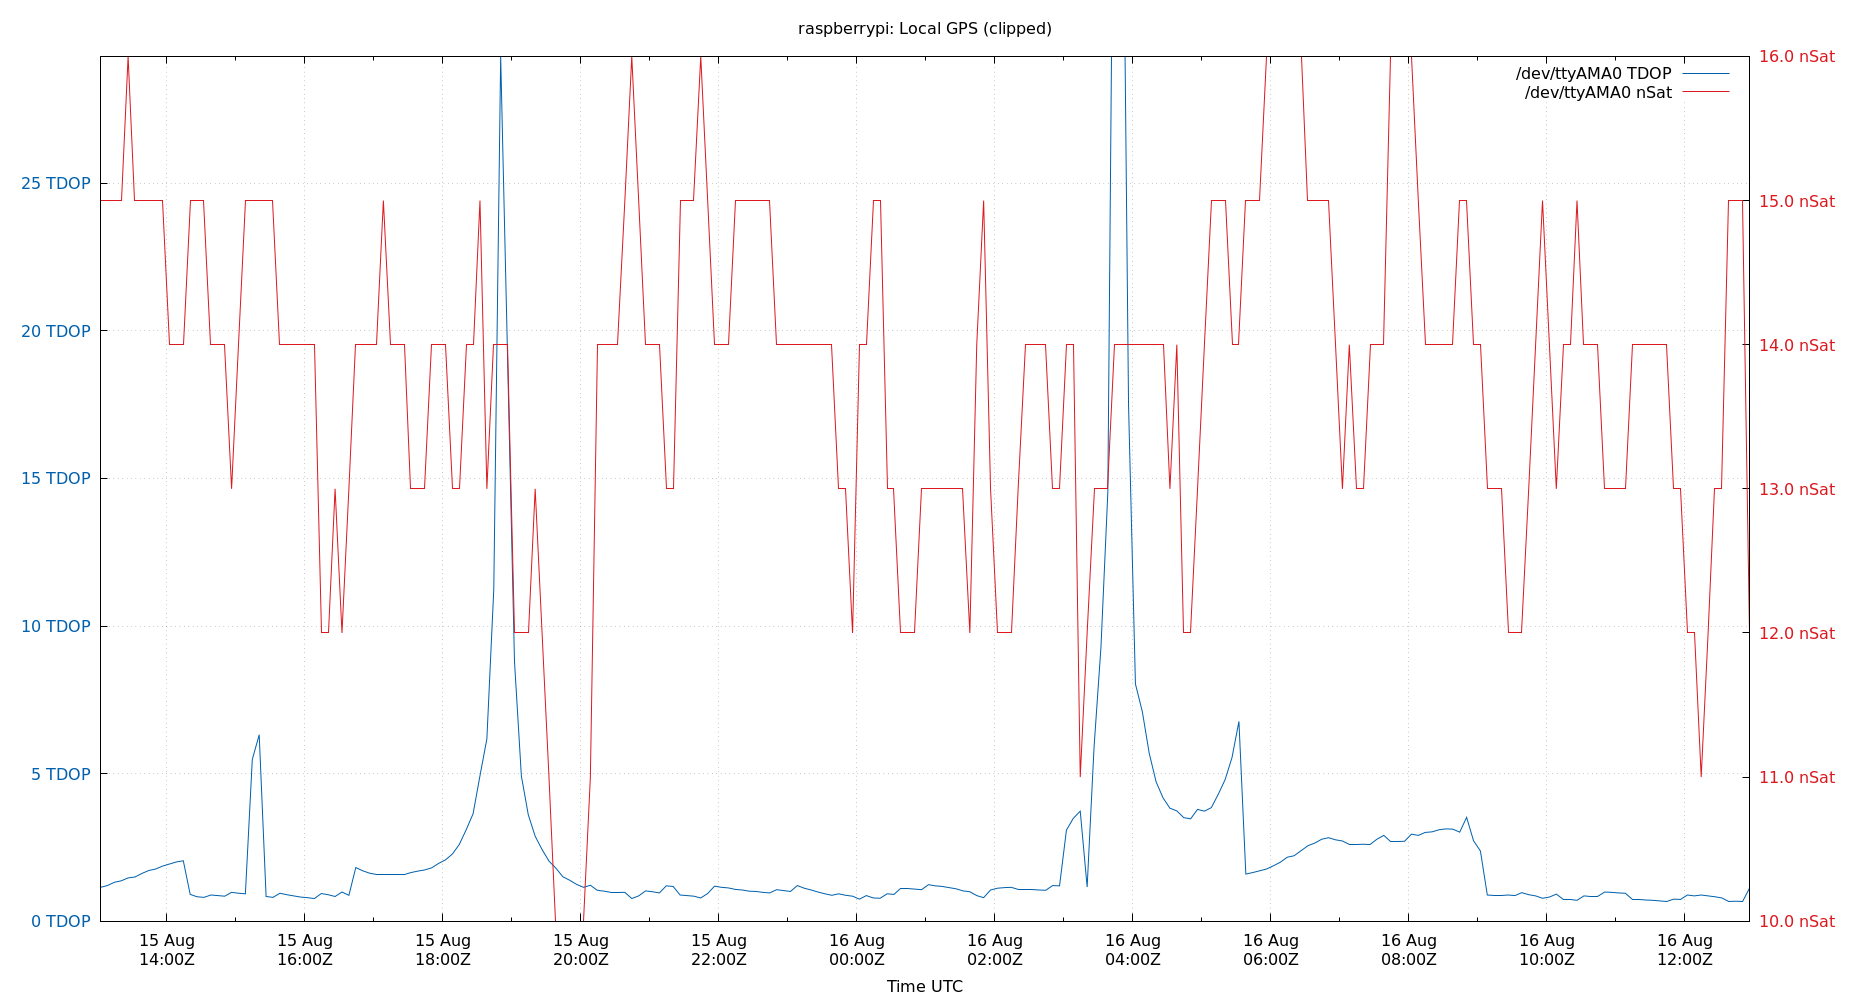 raspberrypi: Local GPS (clipped)
/dev/ttyAMA0 TDOP
/dev/ttyAMA0 nSat
25 TDOP
20 TDOP
15 TDOP
10 TDOP
5 TDOP
0 TDOP
16.0 nSat
15.0 nSat
14.0 nSat
13.0 nSat
12.0 nSat
11.0 nSat
10.0 nSat
15 Aug
14:00Z
15 Aug
16:00Z
15 Aug
18:00Z
15 Aug
20:00Z
15 Aug
22:00Z
16 Aug
00:00Z
16 Aug
02:00Z
16 Aug
04:00Z
16 Aug
06:00Z
16 Aug
08:00Z
16 Aug
10:00Z
16 Aug
12:00Z
Time UTC